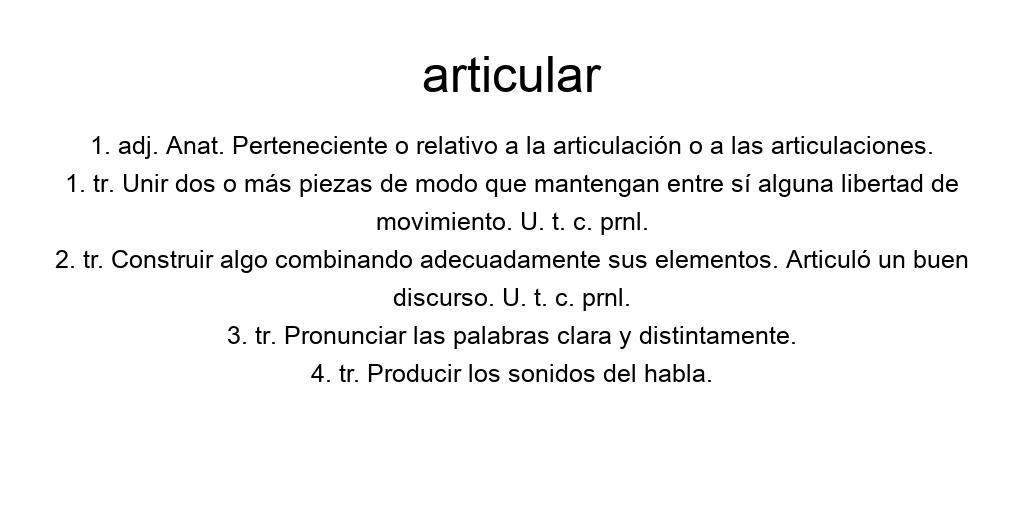 articular
1. adj. Anat. Perteneciente o relativo a la articulación o a las articulaciones.
1. tr. Unir dos o más piezas de modo que mantengan entre sí alguna libertad de
movimiento. U. t. c. prnl.
2. tr. Construir algo combinando adecuadamente sus elementos. Articuló un buen
discurso. U. t. c. prnl.
3. tr. Pronunciar las palabras clara y distintamente.
4. tr. Producir los sonidos del habla.